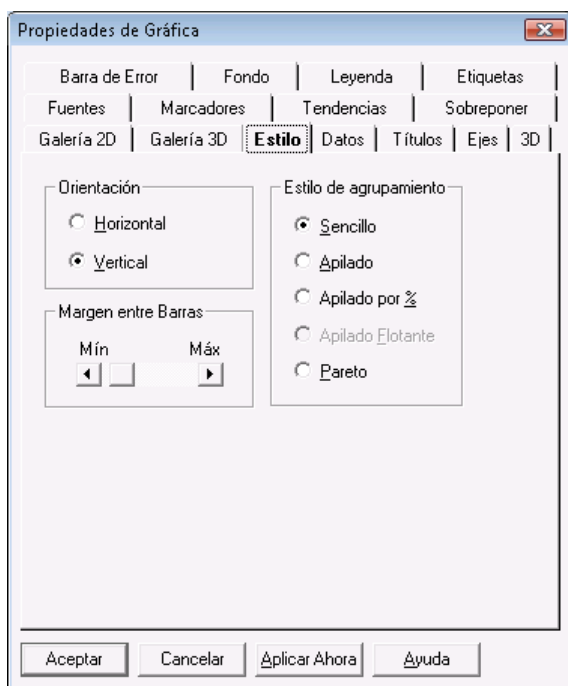 Propiedades de Gráfica
Barra de Error Fondo Leyenda Etiquetas
Fuentes Marcadores Tendencias Sobreponer
Galería 2D Galería 3D Estilo Datos Títulos Ejes 3D
Orientación
Horizontal
Vertical
Margen entre Barras
Mín Máx
Estilo de agrupamiento
Sencillo
Apilado
Apilado por %
Apilado Flotante
Pareto
Aceptar Cancelar Aplicar Ahora Ayuda